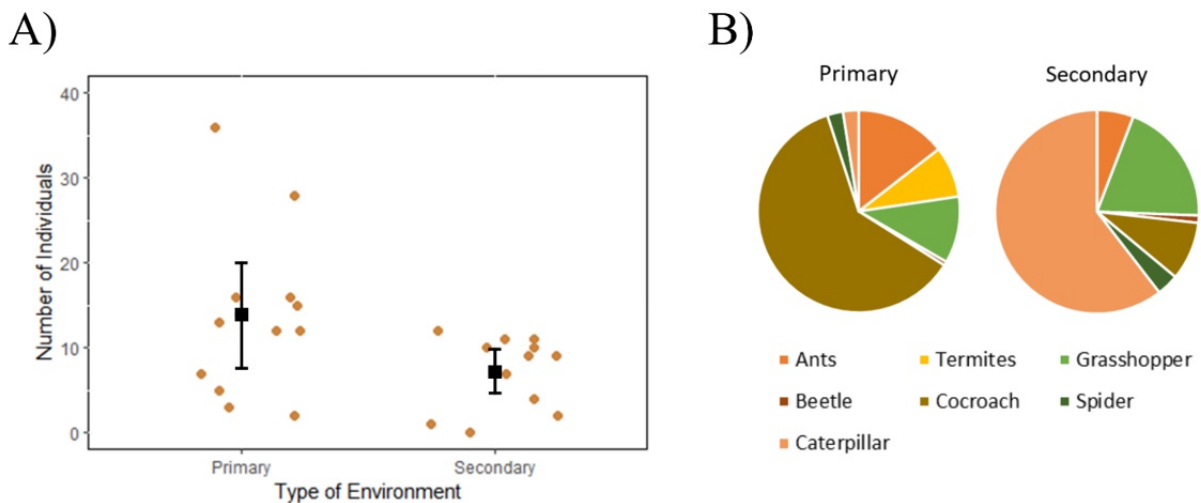 A)
B)
Number of Individuals
40
30
20
10
0
Primary
Secondary
Type of Environment
Primary
Secondary
Ants
Termites
Grasshopper
Beetle
Cocroach
Spider
Caterpillar